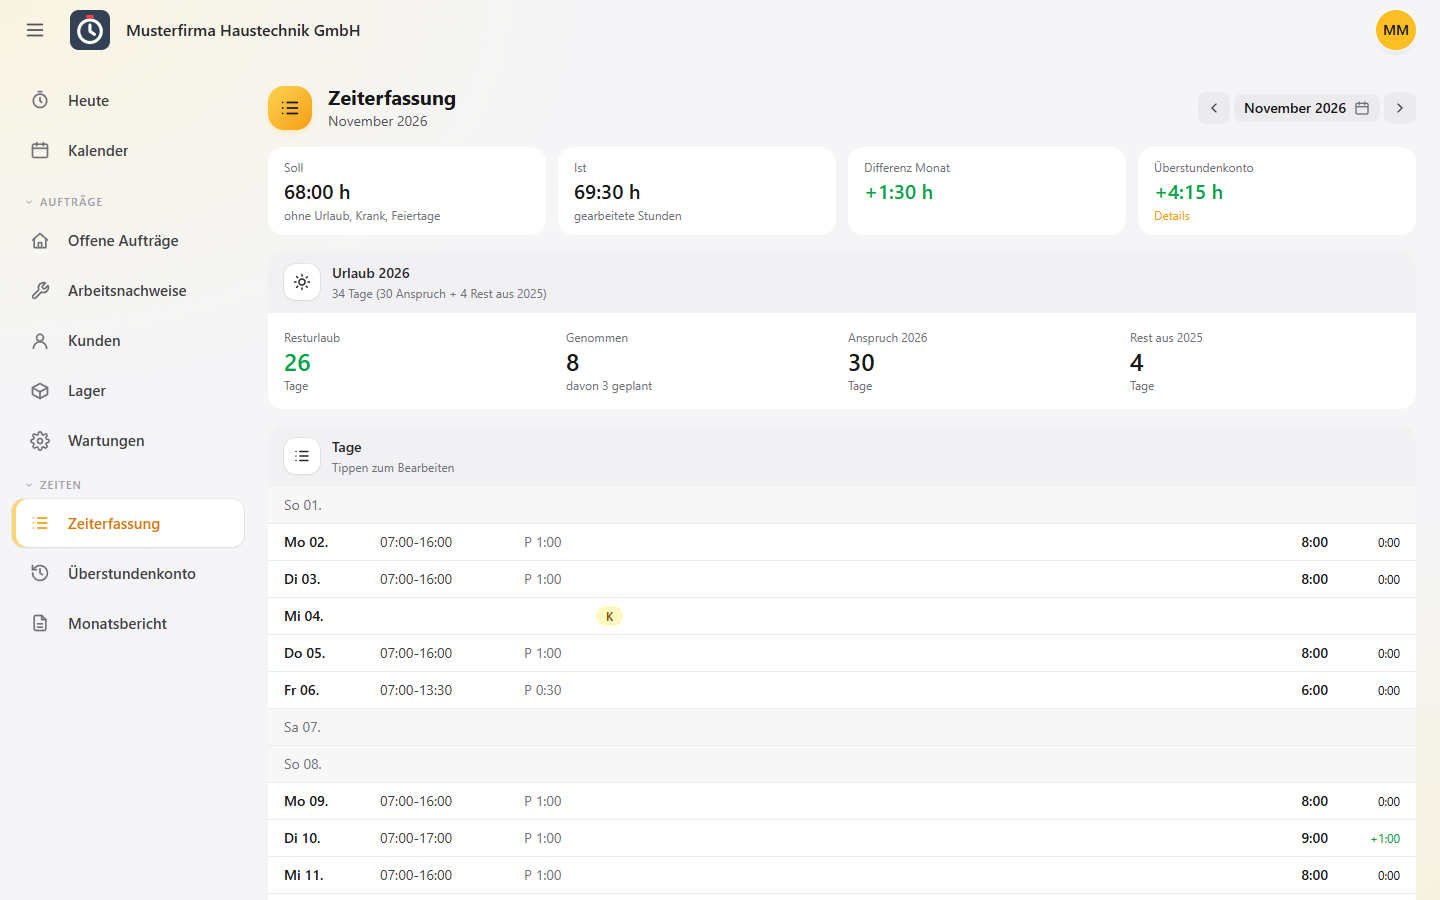 Musterfirma Haustechnik GmbH
MM
Heute
Kalender
AUFTRÄGE
Offene Aufträge
Arbeitsnachweise
Kunden
Lager
Wartungen
ZEITEN
Zeiterfassung
Überstundenkonto
Monatsbericht
Zeiterfassung
November 2026
November 2026
Soll
68:00 h
ohne Urlaub, Krank, Feiertage
Ist
69:30 h
gearbeitete Stunden
Differenz Monat
+1:30 h
Überstundenkonto
+4:15 h
Details
Urlaub 2026
34 Tage (30 Anspruch + 4 Rest aus 2025)
Resturlaub
26
Tage
Genommen
8
davon 3 geplant
Anspruch 2026
30
Tage
Rest aus 2025
4
Tage
Tage
Tippen zum Bearbeiten
So 01.
Mo 02. 07:00-16:00 P 1:00 8:00 0:00
Di 03. 07:00-16:00 P 1:00 8:00 0:00
Mi 04. K
Do 05. 07:00-16:00 P 1:00 8:00 0:00
Fr 06. 07:00-13:30 P 0:30 6:00 0:00
Sa 07.
So 08.
Mo 09. 07:00-16:00 P 1:00 8:00 0:00
Di 10. 07:00-17:00 P 1:00 9:00 +1:00
Mi 11. 07:00-16:00 P 1:00 8:00 0:00